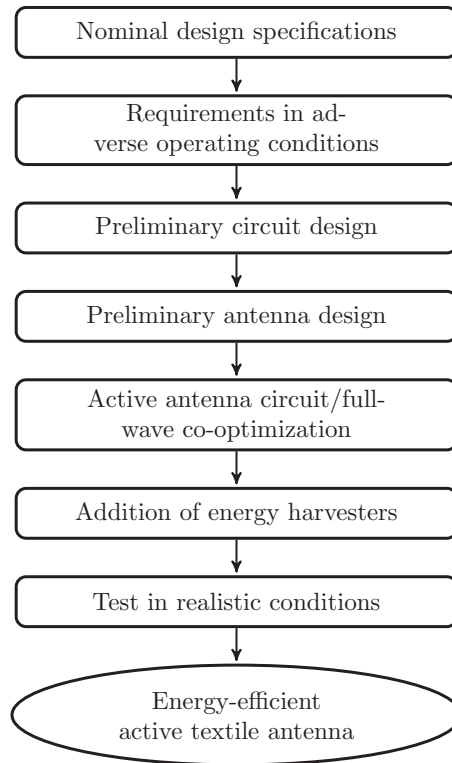 Nominal design specifications
Requirements in ad-
verse operating conditions
Preliminary circuit design
Preliminary antenna design
Active antenna circuit/full-
wave co-optimization
Addition of energy harvesters
Test in realistic conditions
Energy-efficient
active textile antenna